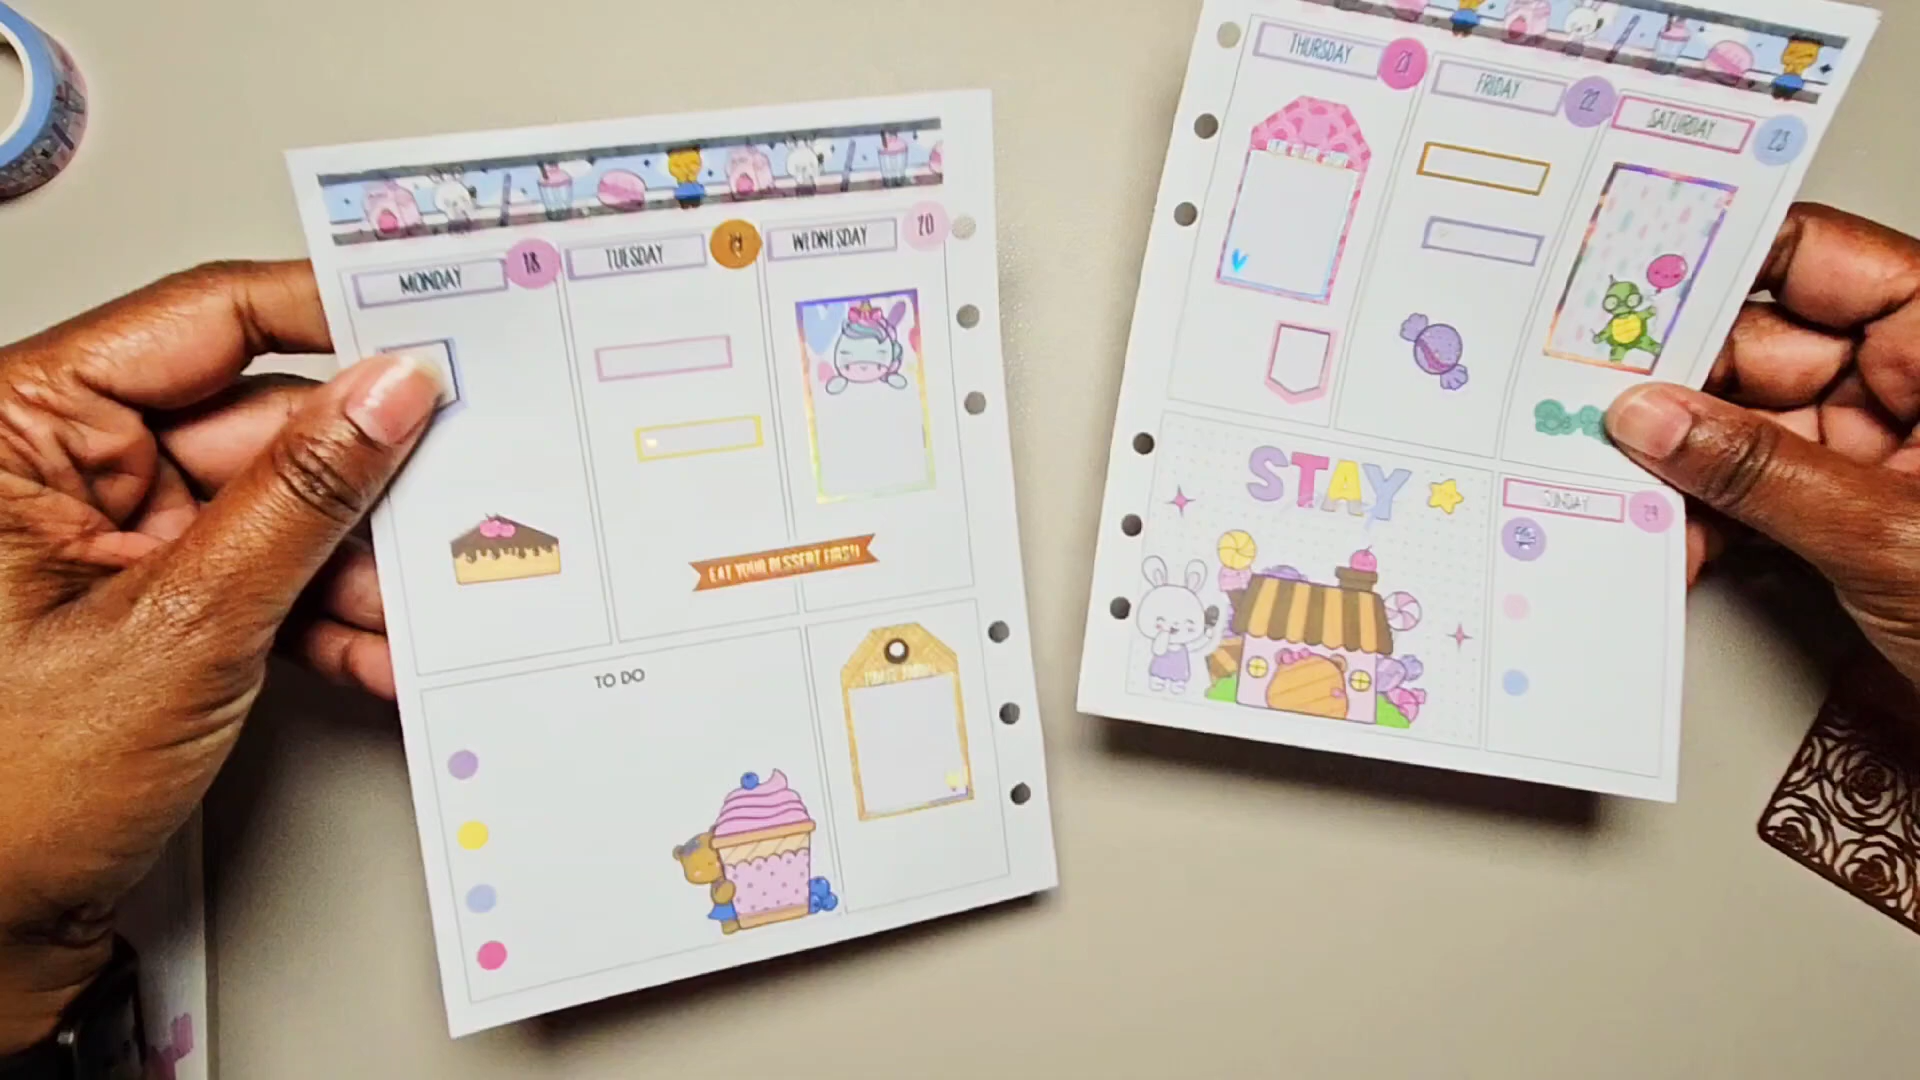 MONDAY 18
TUESDAY 19
WEDNESDAY 20
EAT YOUR DESSERT FIRST!
TO DO
THURSDAY 21
FRIDAY 22
SATURDAY 23
STAY
SUNDAY